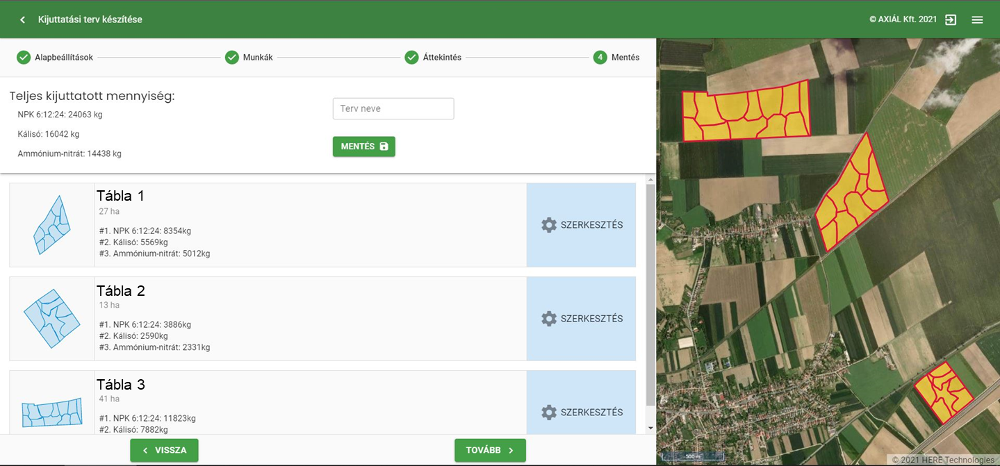 Kijuttatási terv készítése
© AXIÁL Kft. 2021
Alapbeállítások
Munkák
Áttekintés
4 Mentés
Teljes kijuttatott mennyiség:
NPK 6:12:24: 24063 kg
Kálisó: 16042 kg
Ammónium-nitrát: 14438 kg
Terv neve
MENTÉS
Tábla 1
27 ha
#1. NPK 6:12:24: 8354kg
#2. Kálisó: 5569kg
#3. Ammónium-nitrát: 5012kg
SZERKESZTÉS
Tábla 2
13 ha
#1. NPK 6:12:24: 3886kg
#2. Kálisó: 2590kg
#3. Ammónium-nitrát: 2331kg
SZERKESZTÉS
Tábla 3
41 ha
#1. NPK 6:12:24: 11823kg
#2. Kálisó: 7882kg
SZERKESZTÉS
VISSZA
TOVÁBB
500 m
© 2021 HERE Technologies